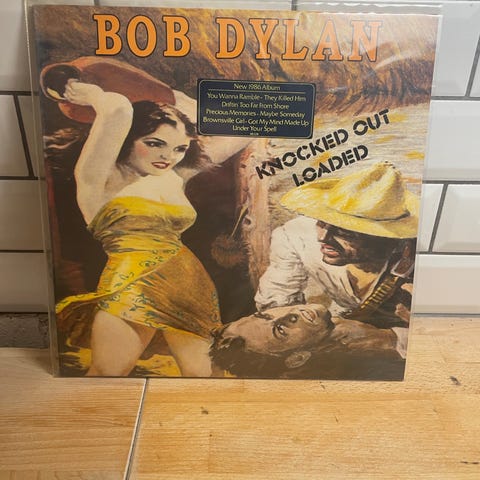 BOB DYLAN
New 1986 Album
You Wanna Ramble • They Killed Him
Driftin' Too Far From Shore
Precious Memories • Maybe Someday
Brownsville Girl • Got My Mind Made Up
Under Your Spell
KNOCKED OUT
LOADED